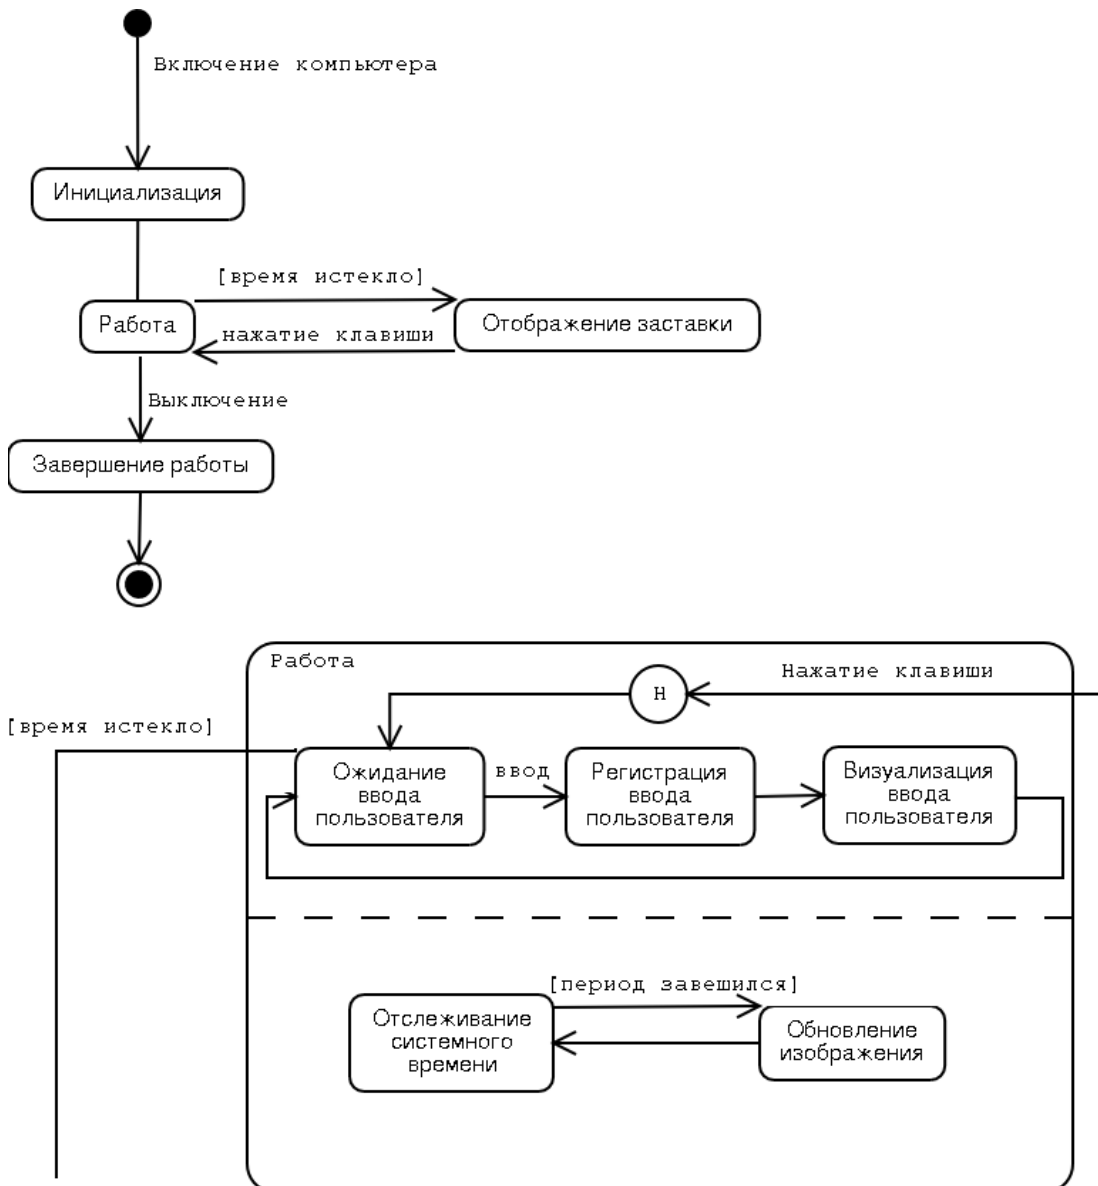 Включение компьютера
Инициализация
[время истекло]
Работа
Отображение заставки
нажатие клавиши
Выключение
Завершение работы
Работа
Нажатие клавиши
H
[время истекло]
Ожидание
ввода
пользователя
ввод
Регистрация
ввода
пользователя
Визуализация
ввода
пользователя
[период завешился]
Отслеживание
системного
времени
Обновление
изображения